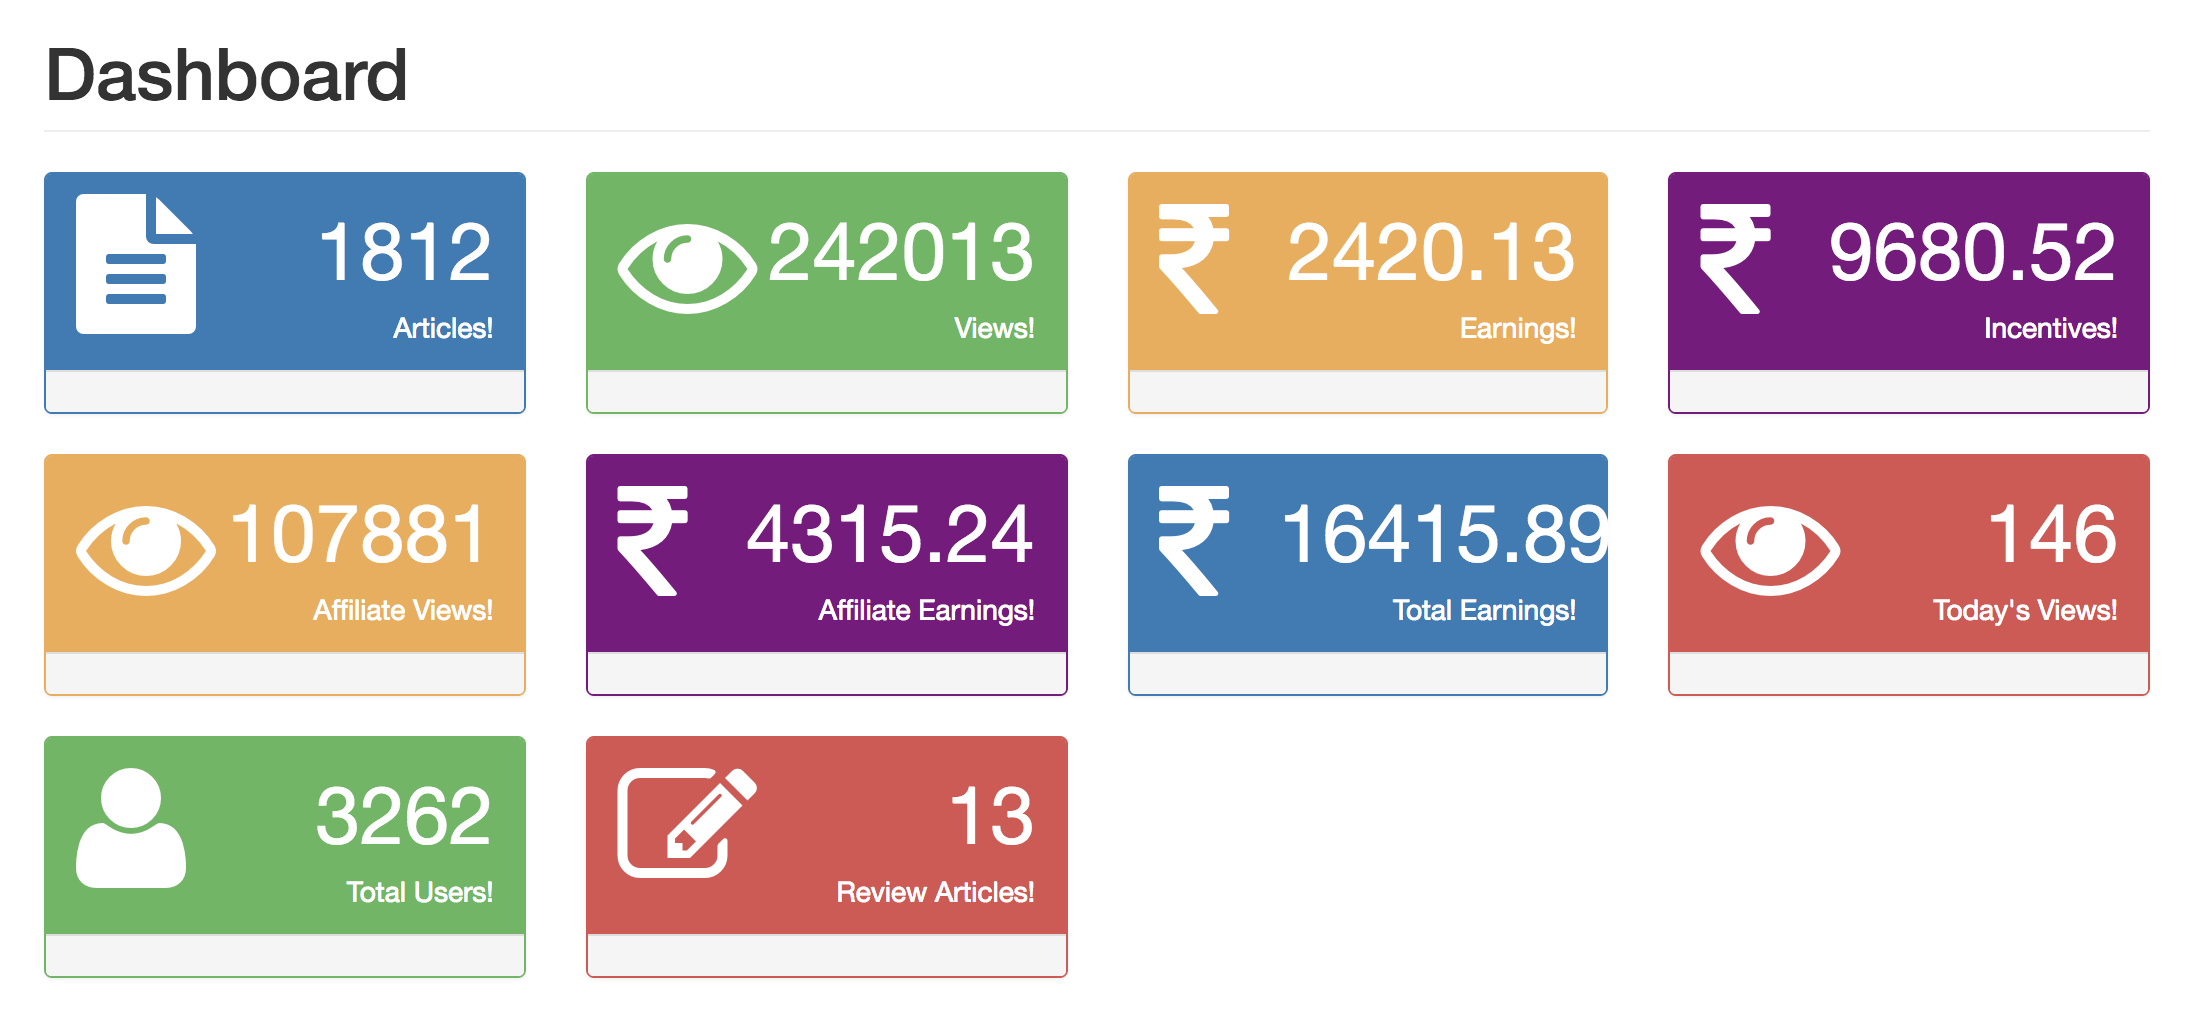 Dashboard
1812
Articles!
242013
Views!
₹ 2420.13
Earnings!
₹ 9680.52
Incentives!
107881
Affiliate Views!
₹ 4315.24
Affiliate Earnings!
₹ 16415.89
Total Earnings!
146
Today's Views!
3262
Total Users!
13
Review Articles!